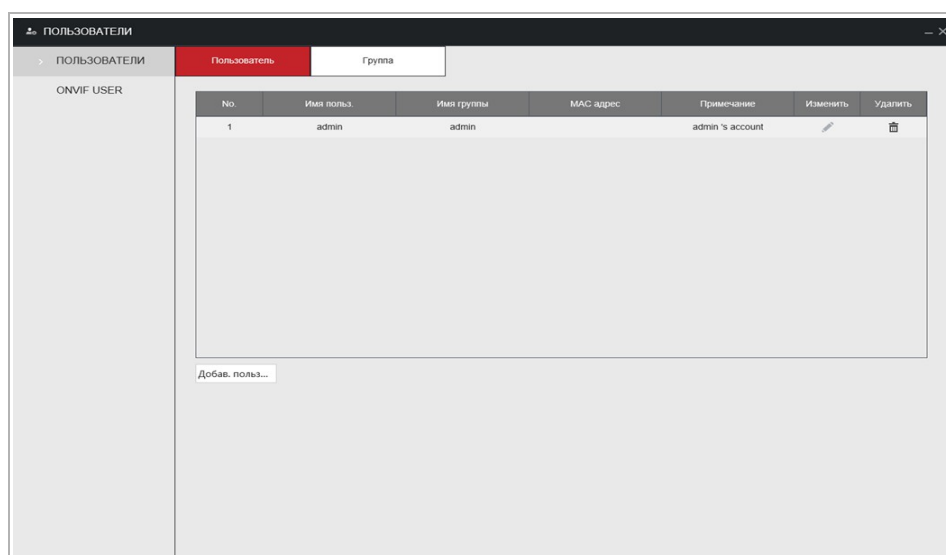 ПОЛЬЗОВАТЕЛИ
ПОЛЬЗОВАТЕЛИ
Пользователь Группа
ONVIF USER
No. Имя польз. Имя группы MAC адрес Примечание Изменить Удалить
1 admin admin admin 's account
Добав. польз...